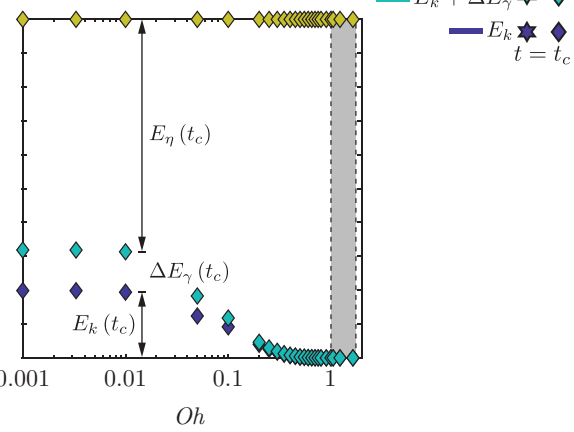 E_k + ΔE_γ
E_k
t = t_c
E_η (t_c)
ΔE_γ (t_c)
E_k (t_c)
0.001 0.01 0.1 1
Oh